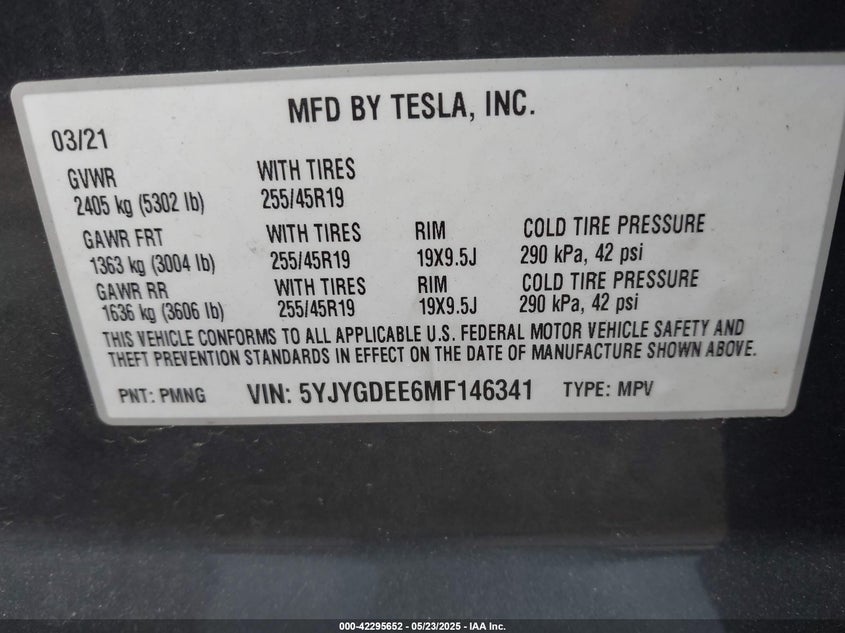 MFD BY TESLA, INC.
03/21
GVWR WITH TIRES
2405 kg (5302 lb) 255/45R19
GAWR FRT WITH TIRES RIM COLD TIRE PRESSURE
1363 kg (3004 lb) 255/45R19 19X9.5J 290 kPa, 42 psi
GAWR RR WITH TIRES RIM COLD TIRE PRESSURE
1636 kg (3606 lb) 255/45R19 19X9.5J 290 kPa, 42 psi
THIS VEHICLE CONFORMS TO ALL APPLICABLE U.S. FEDERAL MOTOR VEHICLE SAFETY AND
THEFT PREVENTION STANDARDS IN EFFECT ON THE DATE OF MANUFACTURE SHOWN ABOVE.
PNT: PMNG VIN: 5YJYGDEE6MF146341 TYPE: MPV
000-42295652 — 05/23/2025 — IAA Inc.